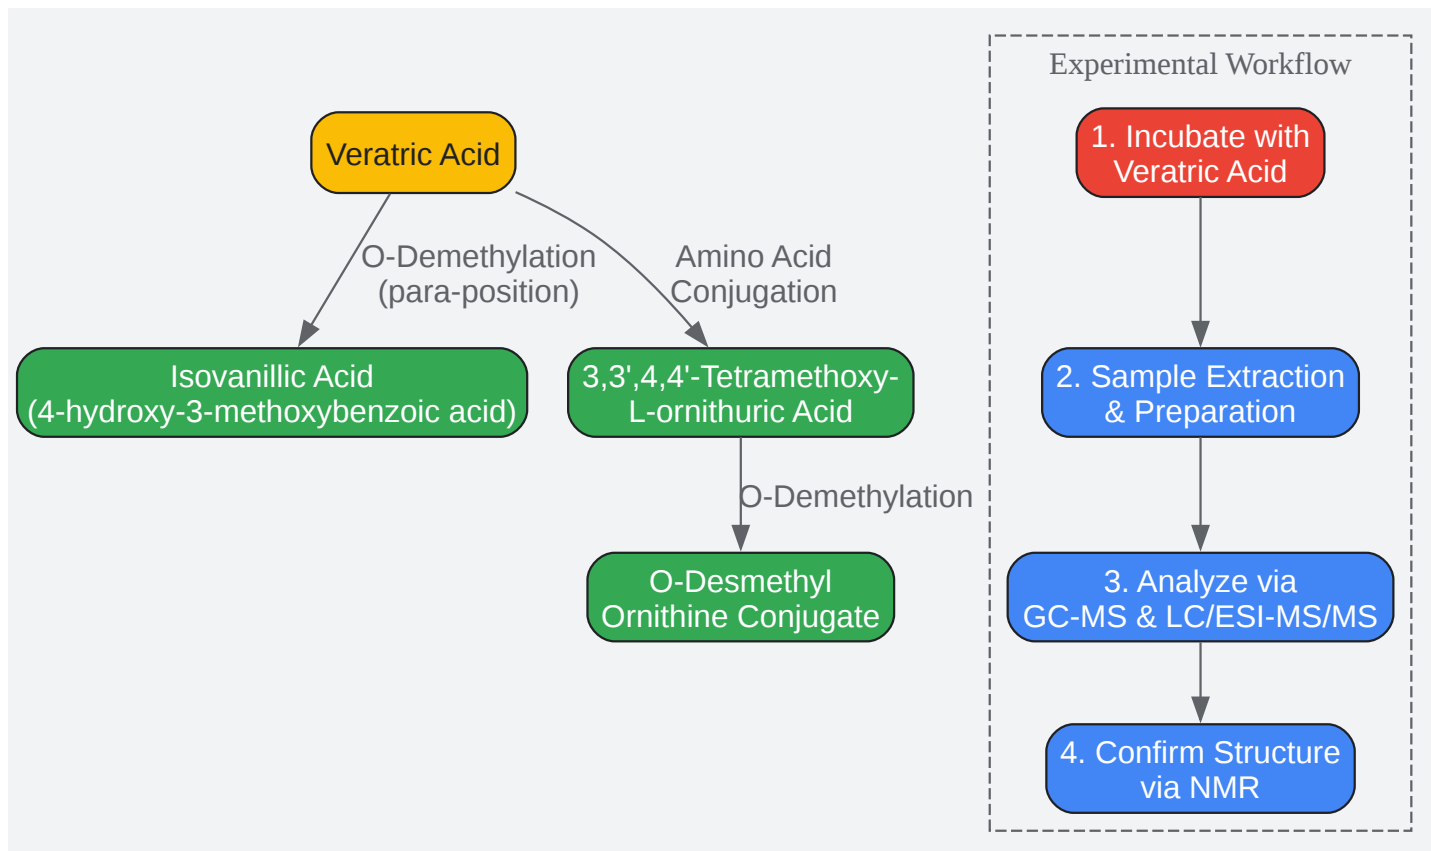 Veratric Acid
O-Demethylation
(para-position)
Amino Acid
Conjugation
Isovanillic Acid
(4-hydroxy-3-methoxybenzoic acid)
3,3',4,4'-Tetramethoxy-
L-ornithuric Acid
O-Demethylation
O-Desmethyl
Ornithine Conjugate
Experimental Workflow
1. Incubate with
Veratric Acid
2. Sample Extraction
& Preparation
3. Analyze via
GC-MS & LC/ESI-MS/MS
4. Confirm Structure
via NMR